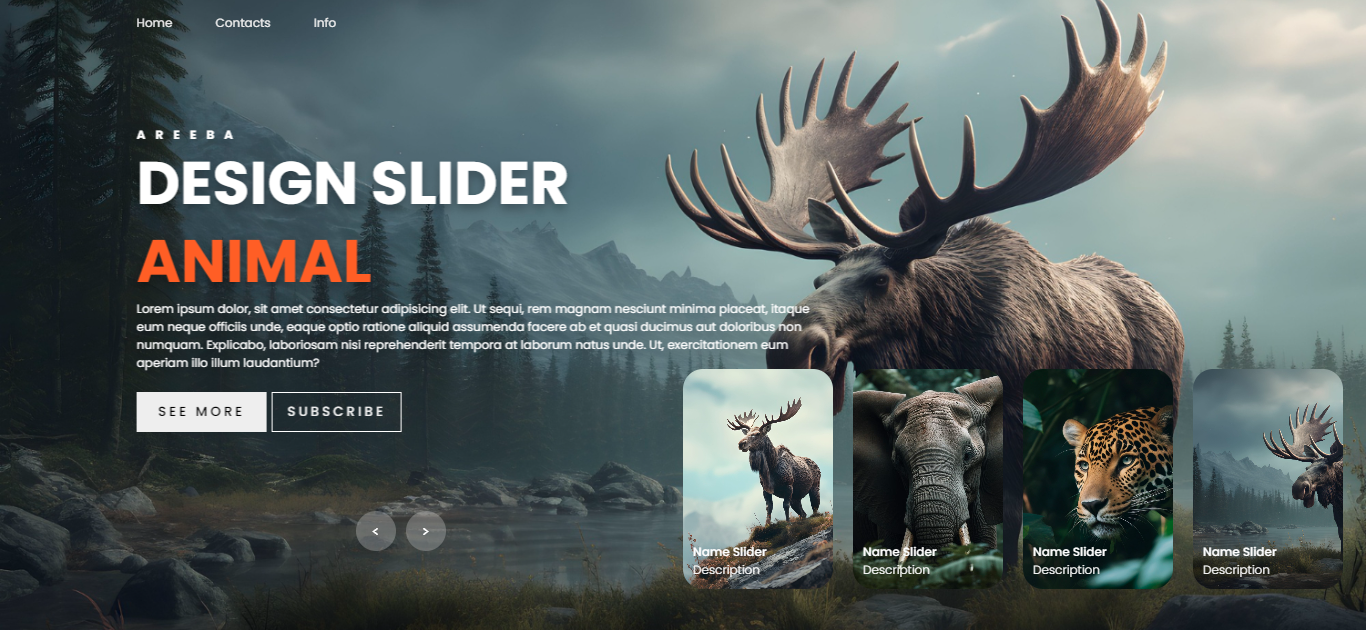 Home Contacts Info
AREEBA
DESIGN SLIDER
ANIMAL
Lorem ipsum dolor, sit amet consectetur adipisicing elit. Ut sequi, rem magnam nesciunt minima placeat, itaque
eum neque officiis unde, eaque optio ratione aliquid assumenda facere ab et quasi ducimus aut doloribus non
numquam. Explicabo, laboriosam nisi reprehenderit tempora at laborum natus unde. Ut, exercitationem eum
aperiam illo illum laudantium?
SEE MORE SUBSCRIBE
< >
Name Slider Name Slider Name Slider Name Slider
Description Description Description Description